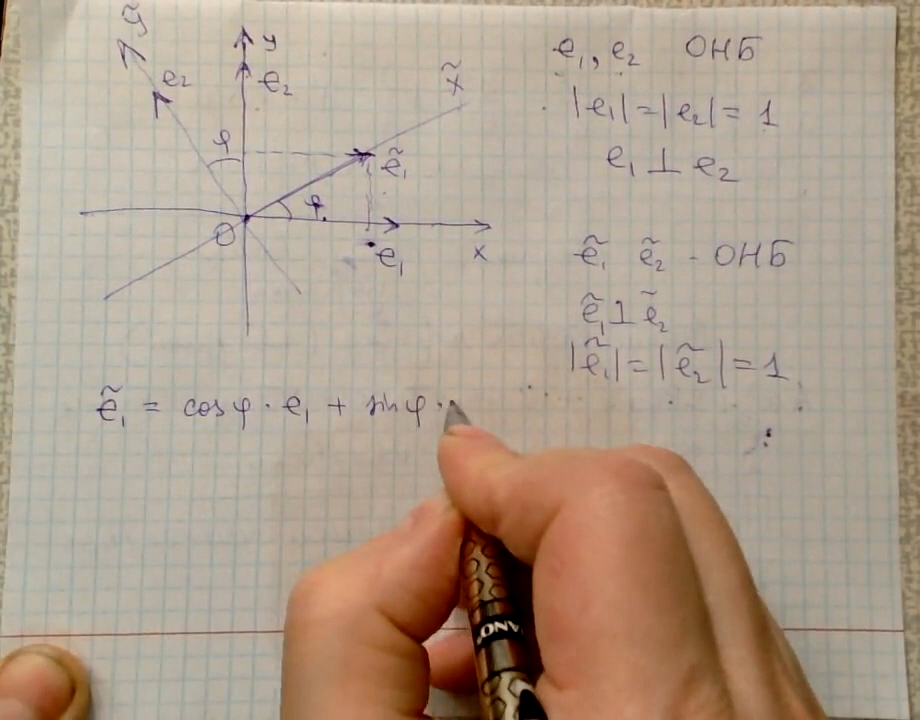 ỹ
y
e₂
e₂
x̃
φ
ẽ₁
φ
O
e₁
x
e₁, e₂ ОНБ
|e₁| = |e₂| = 1
e₁ ⊥ e₂
ẽ₁ ẽ₂ - ОНБ
ẽ₁ ⊥ ẽ₂
|ẽ₁| = |ẽ₂| = 1
ẽ₁ = cos φ · e₁ + sin φ ·